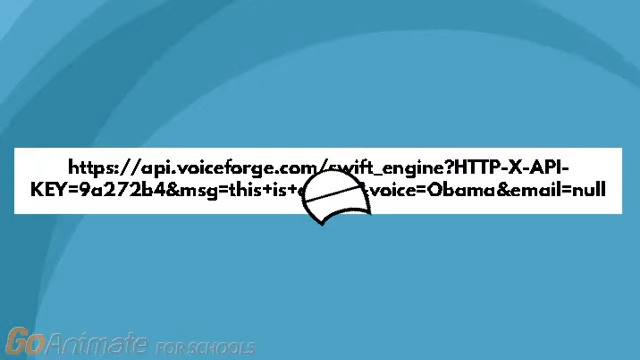 https://api.voiceforge.com/swift_engine?HTTP-X-API-
KEY=9a272b4&msg=this+is+ &voice=Obama&email=null
GoAnimate FOR SCHOOLS